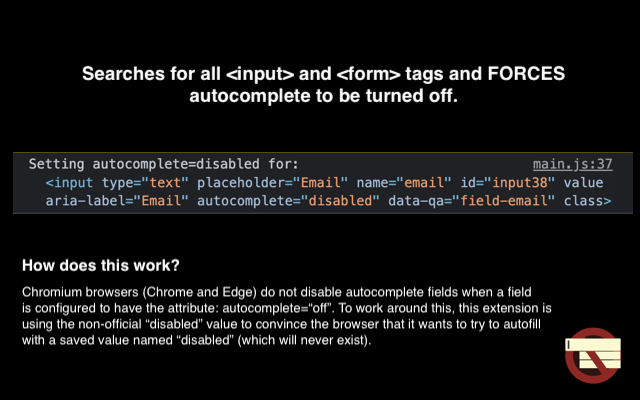 Searches for all <input> and <form> tags and FORCES
autocomplete to be turned off.
Setting autocomplete=disabled for: main.js:37
<input type="text" placeholder="Email" name="email" id="input38" value
aria-label="Email" autocomplete="disabled" data-qa="field-email" class>
How does this work?
Chromium browsers (Chrome and Edge) do not disable autocomplete fields when a field
is configured to have the attribute: autocomplete=“off”. To work around this, this extension is
using the non-official “disabled” value to convince the browser that it wants to try to autofill
with a saved value named “disabled” (which will never exist).